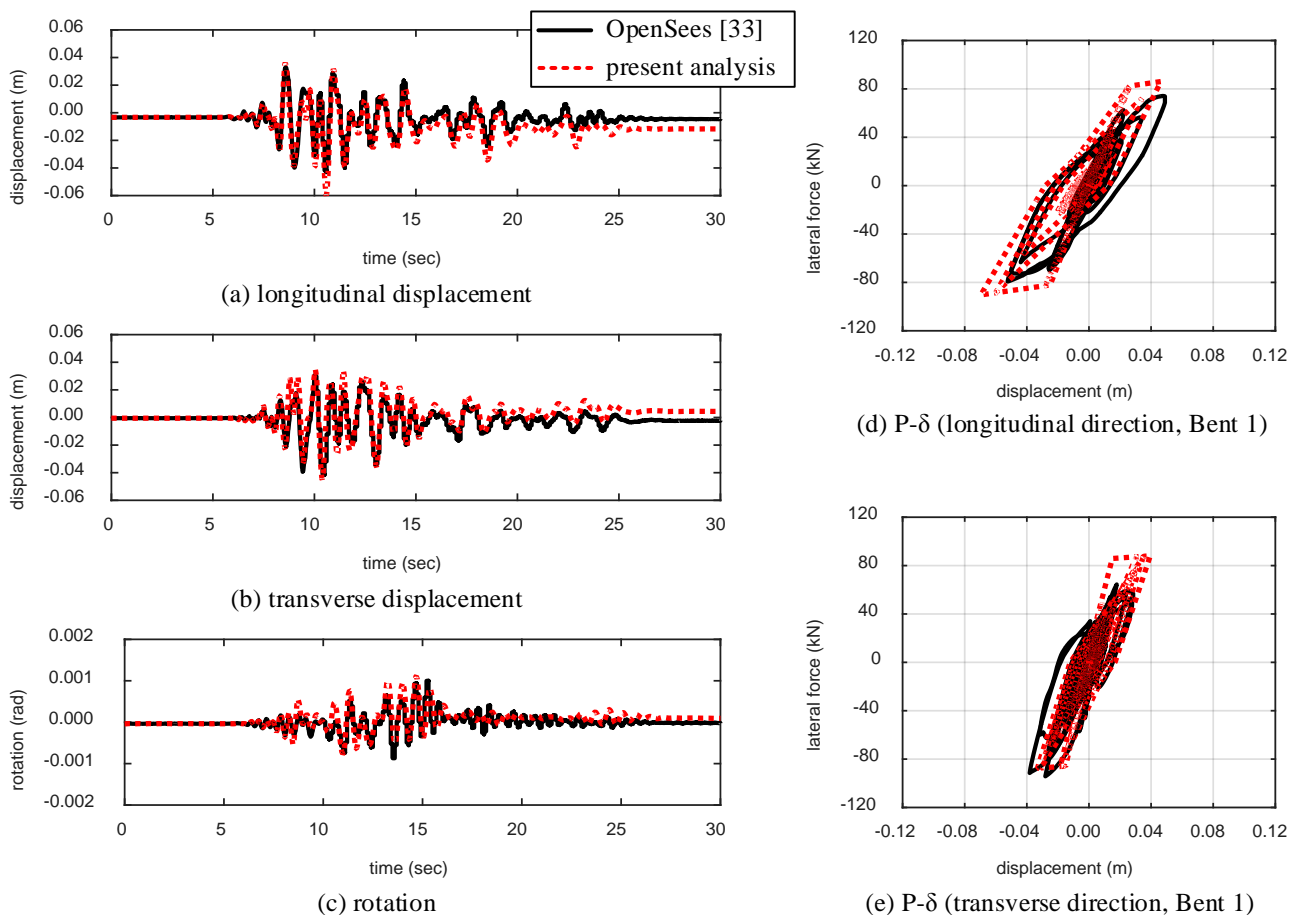 OpenSees [33]
present analysis
0.06
0.04
0.02
0.00
-0.02
-0.04
-0.06
displacement (m)
0 5 10 15 20 25 30
time (sec)
(a) longitudinal displacement
0.06
0.04
0.02
0.00
-0.02
-0.04
-0.06
displacement (m)
0 5 10 15 20 25 30
time (sec)
(b) transverse displacement
0.002
0.001
0.000
-0.001
-0.002
rotation (rad)
0 5 10 15 20 25 30
time (sec)
(c) rotation
120
80
40
0
-40
-80
-120
lateral force (kN)
-0.12 -0.08 -0.04 0.00 0.04 0.08 0.12
displacement (m)
(d) P-δ (longitudinal direction, Bent 1)
120
80
40
0
-40
-80
-120
lateral force (kN)
-0.12 -0.08 -0.04 0.00 0.04 0.08 0.12
displacement (m)
(e) P-δ (transverse direction, Bent 1)